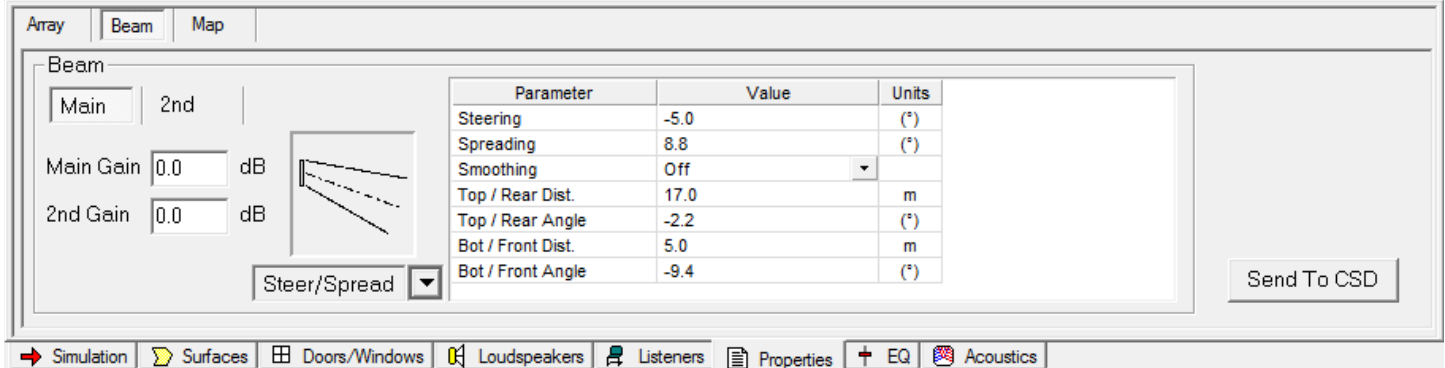 Array Beam Map
Beam
Main 2nd
Main Gain 0.0 dB
2nd Gain 0.0 dB
Steer/Spread
Parameter Value Units
Steering -5.0 (°)
Spreading 8.8 (°)
Smoothing Off
Top / Rear Dist. 17.0 m
Top / Rear Angle -2.2 (°)
Bot / Front Dist. 5.0 m
Bot / Front Angle -9.4 (°)
Send To CSD
Simulation Surfaces Doors/Windows Loudspeakers Listeners Properties EQ Acoustics